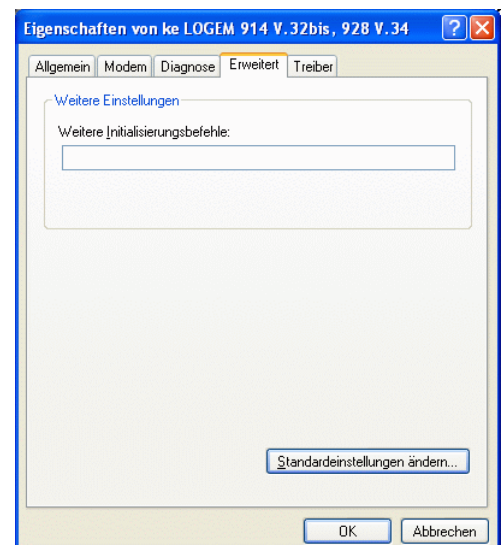 Eigenschaften von ke LOGEM 914 V.32bis, 928 V.34
Allgemein Modem Diagnose Erweitert Treiber
Weitere Einstellungen
Weitere Initialisierungsbefehle:
Standardeinstellungen ändern...
OK Abbrechen